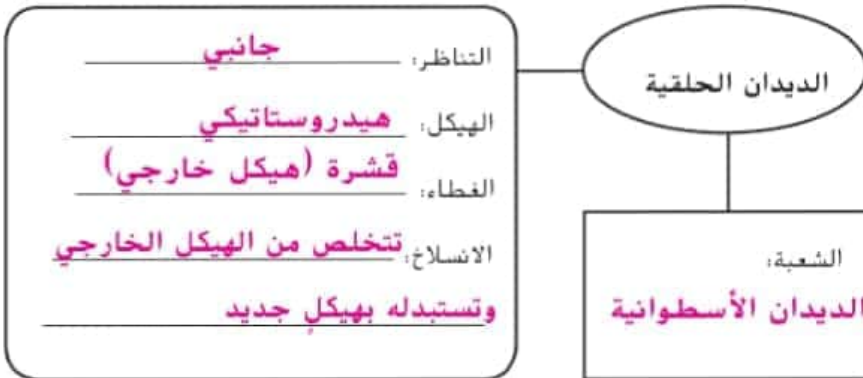 الديدان الحلقية
التناظر: جانبي
الهيكل: هيدروستاتيكي
الغطاء: قشرة (هيكل خارجي)
الانسلاخ: تتخلص من الهيكل الخارجي
وتستبدله بهيكلٍ جديد
الشعبة:
الديدان الأسطوانية